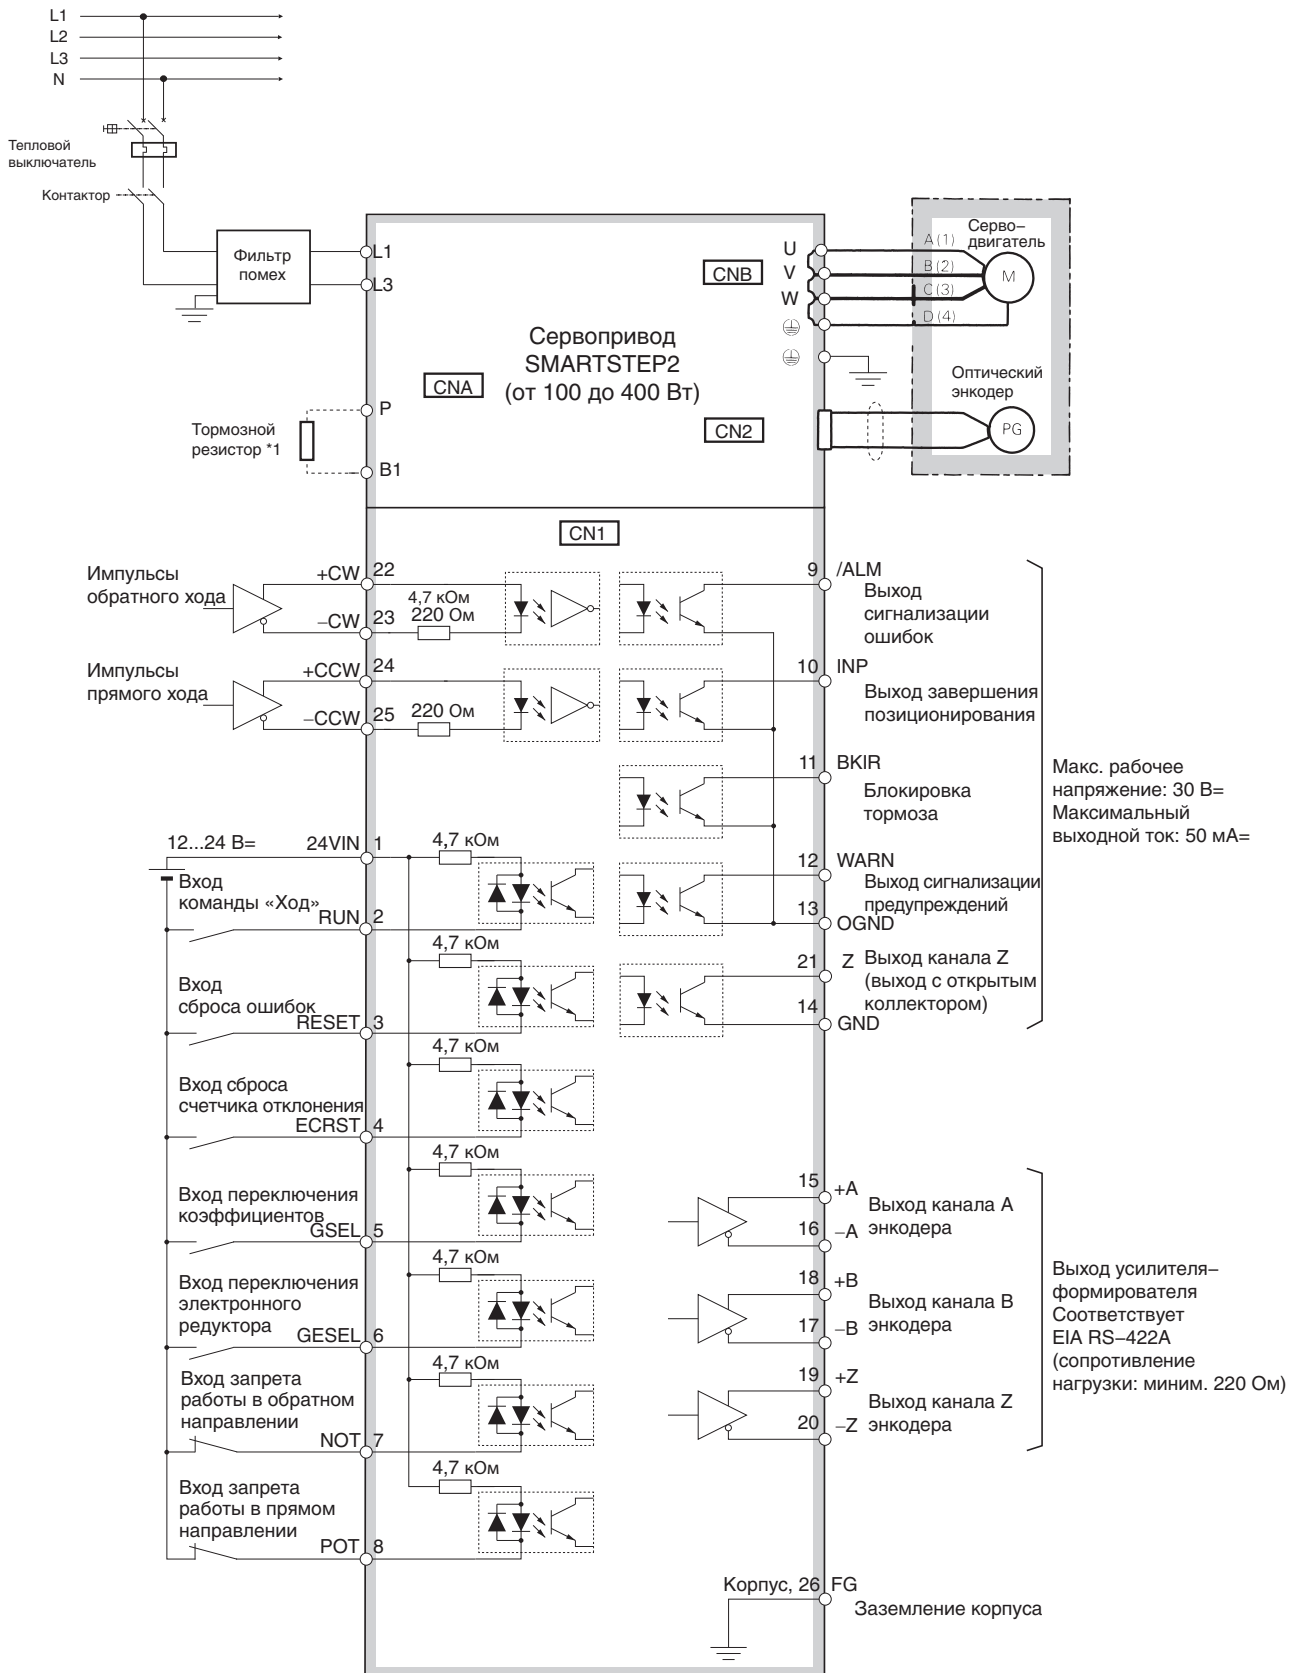 L1
L2
L3
N
Тепловой
выключатель
Контактор
Фильтр
помех
L1
L3
CNB
U
V
W
A (1)
B (2)
C (3)
D (4)
Серво–
двигатель
M
Сервопривод
SMARTSTEP2
(от 100 до 400 Вт)
CNA
CN2
Оптический
энкодер
PG
P
Тормозной
резистор *1
B1
CN1
Импульсы
обратного хода
+CW 22
4,7 кОм
–CW 23 220 Ом
Импульсы
прямого хода
+CCW 24
–CCW 25 220 Ом
9 /ALM
Выход
сигнализации
ошибок
10 INP
Выход завершения
позиционирования
11 BKIR
Блокировка
тормоза
12 WARN
Выход сигнализации
предупреждений
13 OGND
21 Z Выход канала Z
(выход с открытым
коллектором)
14 GND
Макс. рабочее
напряжение: 30 В=
Максимальный
выходной ток: 50 мА=
12...24 В= 24VIN 1 4,7 кОм
Вход
команды «Ход»
RUN 2
4,7 кОм
Вход
сброса ошибок
RESET 3
4,7 кОм
Вход сброса
счетчика отклонения
ECRST 4
4,7 кОм
Вход переключения
коэффициентов
GSEL 5
4,7 кОм
Вход переключения
электронного
редуктора
GESEL 6
4,7 кОм
Вход запрета
работы в обратном
направлении
NOT 7
4,7 кОм
Вход запрета
работы в прямом
направлении
POT 8
15 +A
Выход канала A
энкодера
16 –A
18 +B
Выход канала B
энкодера
17 –B
19 +Z
Выход канала Z
энкодера
20 –Z
Выход усилителя–
формирователя
Соответствует
EIA RS–422A
(сопротивление
нагрузки: миним. 220 Ом)
Корпус, 26 FG
Заземление корпуса